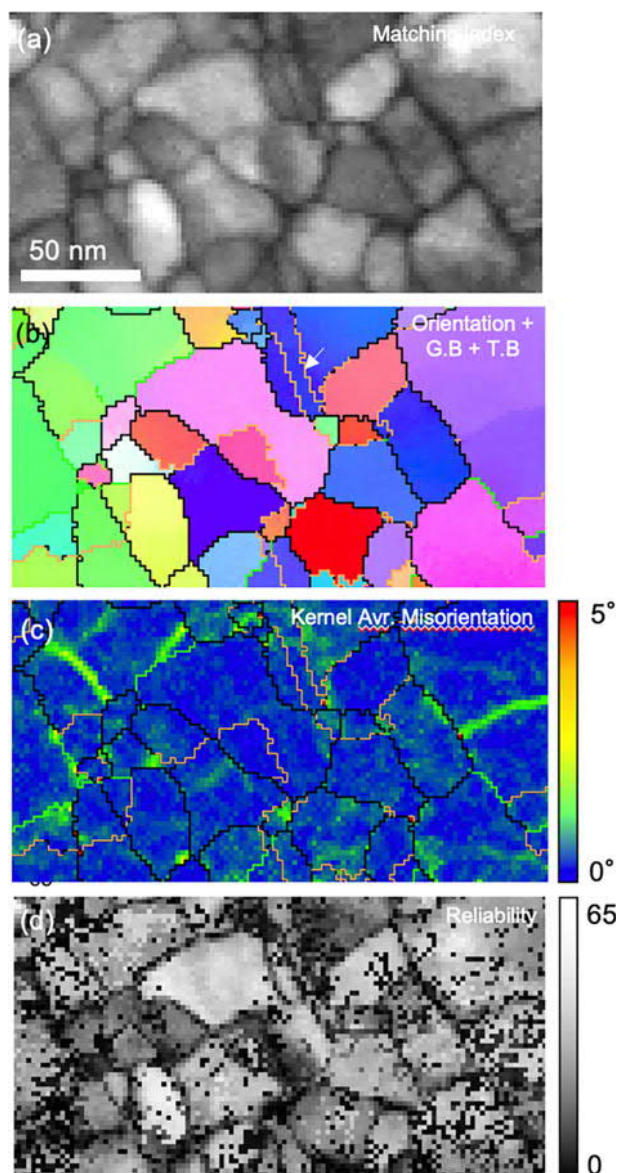 (a)
Matching Index
50 nm
(b)
Orientation +
G.B + T.B
(c)
Kernel Avr. Misorientation
5°
0°
(d)
Reliability
65
0